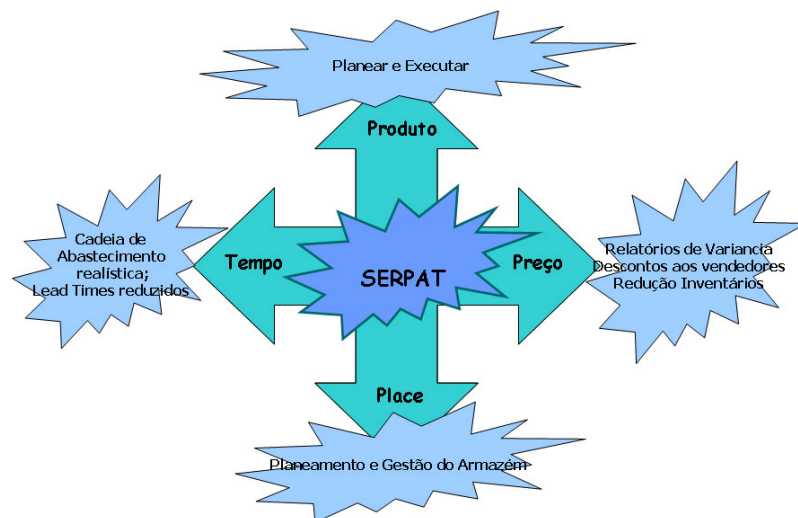 Planear e Executar
Produto
Cadeia de
Abastecimento
realística;
Lead Times reduzidos
Tempo
SERPAT
Preço
Relatórios de Variancia
Descontos aos vendedores
Redução Inventários
Place
Planeamento e Gestão do Armazém